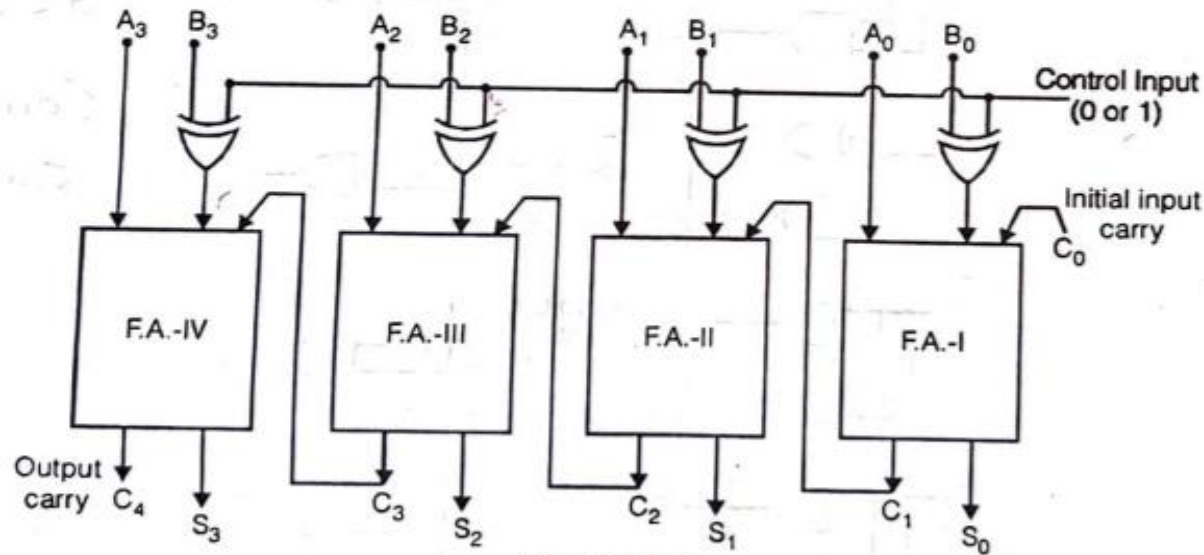 A₃ B₃ A₂ B₂ A₁ B₁ A₀ B₀
Control Input
(0 or 1)
Initial input
carry
C₀
F.A.-IV F.A.-III F.A.-II F.A.-I
Output
carry
C₄ S₃ C₃ S₂ C₂ S₁ C₁ S₀